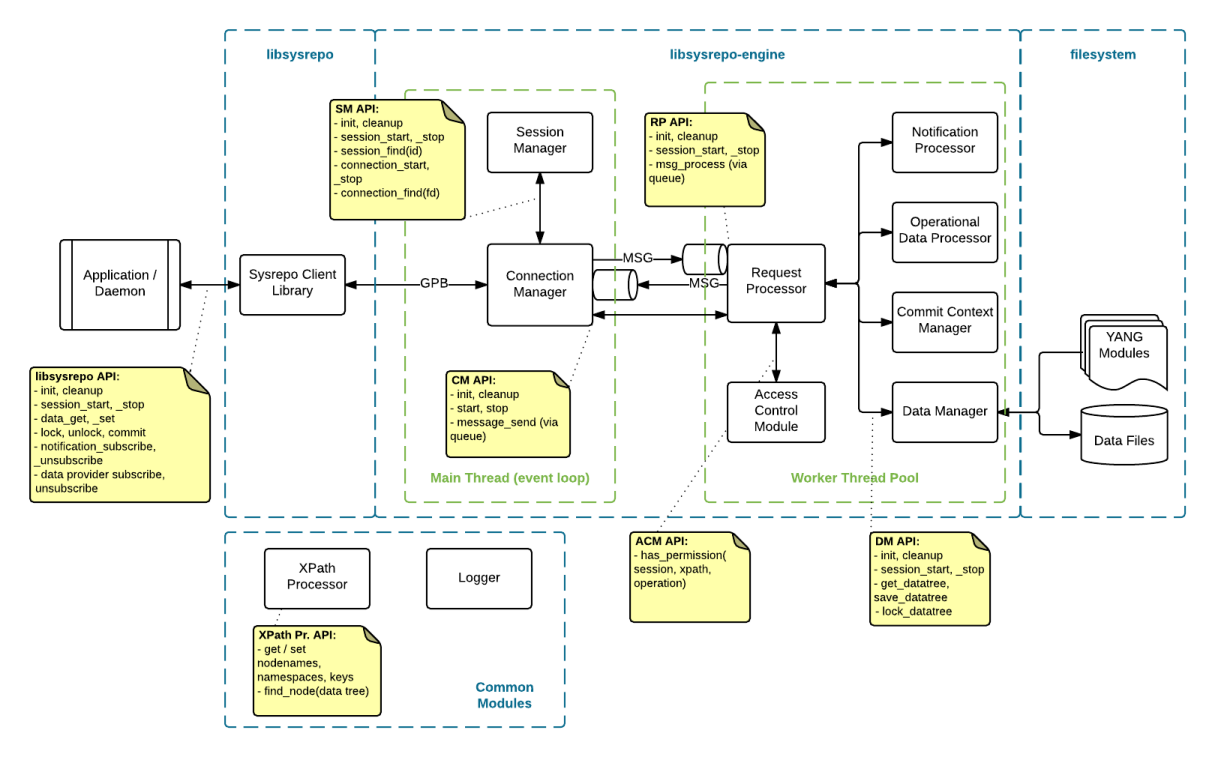 libsysrepo
libsysrepo-engine
filesystem
SM API:
- init, cleanup
- session_start, _stop
- session_find(id)
- connection_start,
_stop
- connection_find(fd)
Session
Manager
RP API:
- init, cleanup
- session_start, _stop
- msg_process (via
queue)
Notification
Processor
Operational
Data Processor
Application /
Daemon
Sysrepo Client
Library
GPB
Connection
Manager
MSG
MSG
Request
Processor
Commit Context
Manager
YANG
Modules
libsysrepo API:
- init, cleanup
- session_start, _stop
- data_get, _set
- lock, unlock, commit
- notification_subscribe,
_unsubscribe
- data provider subscribe,
unsubscribe
CM API:
- init, cleanup
- start, stop
- message_send (via
queue)
Access
Control
Module
Data Manager
Data Files
Main Thread (event loop)
Worker Thread Pool
XPath
Processor
Logger
ACM API:
- has_permission(
session, xpath,
operation)
DM API:
- init, cleanup
- session_start, _stop
- get_datatree,
save_datatree
- lock_datatree
XPath Pr. API:
- get / set
nodenames,
namespaces, keys
- find_node(data tree)
Common
Modules